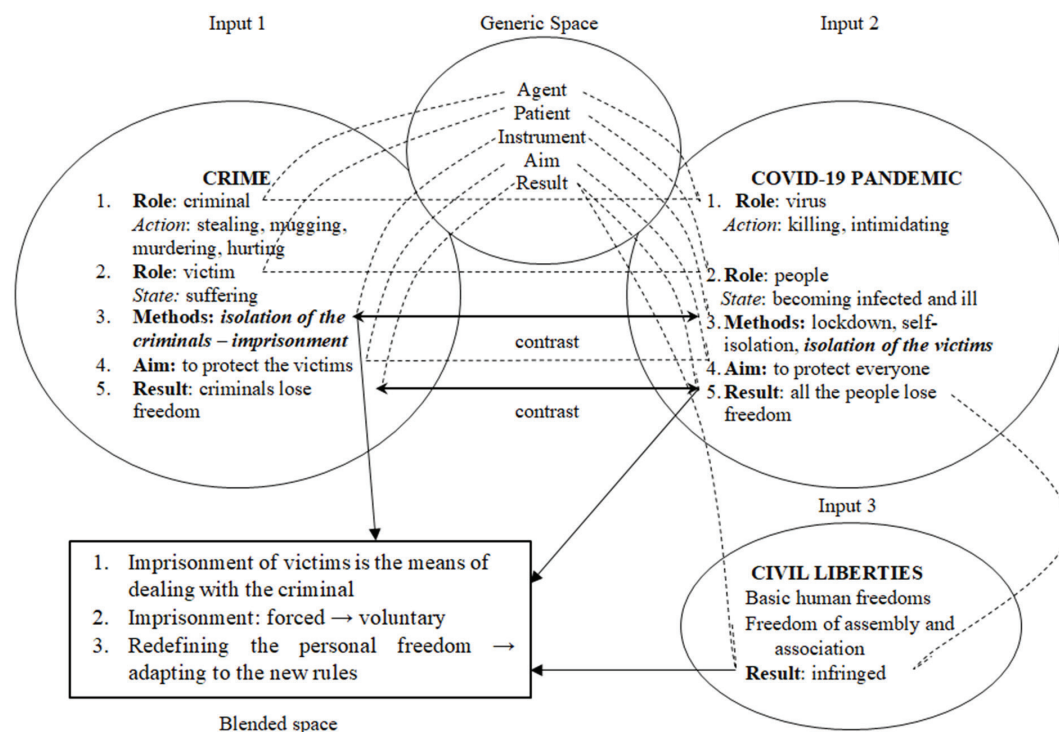 Input 1
Generic Space
Input 2
Agent
Patient
Instrument
Aim
Result
CRIME
1. Role: criminal
Action: stealing, mugging,
murdering, hurting
2. Role: victim
State: suffering
3. Methods: isolation of the
criminals – imprisonment
4. Aim: to protect the victims
5. Result: criminals lose
freedom
contrast
contrast
COVID-19 PANDEMIC
1. Role: virus
Action: killing, intimidating
2. Role: people
State: becoming infected and ill
3. Methods: lockdown, self-
isolation, isolation of the victims
4. Aim: to protect everyone
5. Result: all the people lose
freedom
Input 3
CIVIL LIBERTIES
Basic human freedoms
Freedom of assembly and
association
Result: infringed
1. Imprisonment of victims is the means of
dealing with the criminal
2. Imprisonment: forced → voluntary
3. Redefining the personal freedom →
adapting to the new rules
Blended space